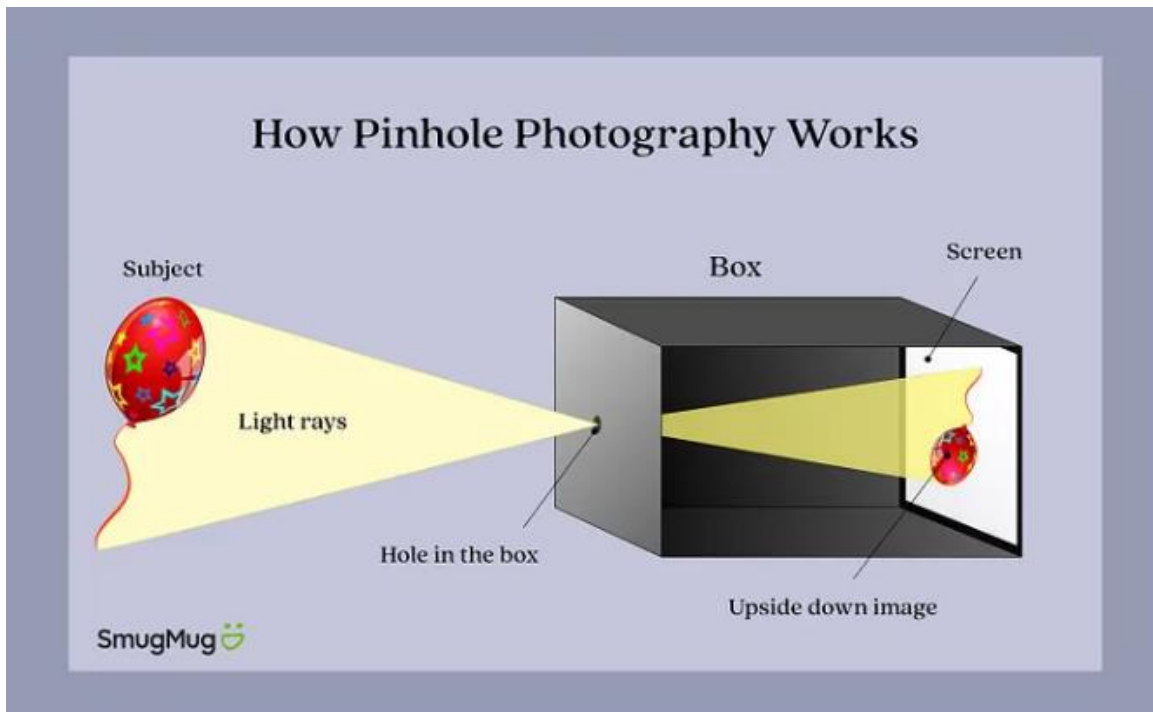 How Pinhole Photography Works
Subject
Box
Screen
Light rays
Hole in the box
Upside down image
SmugMug